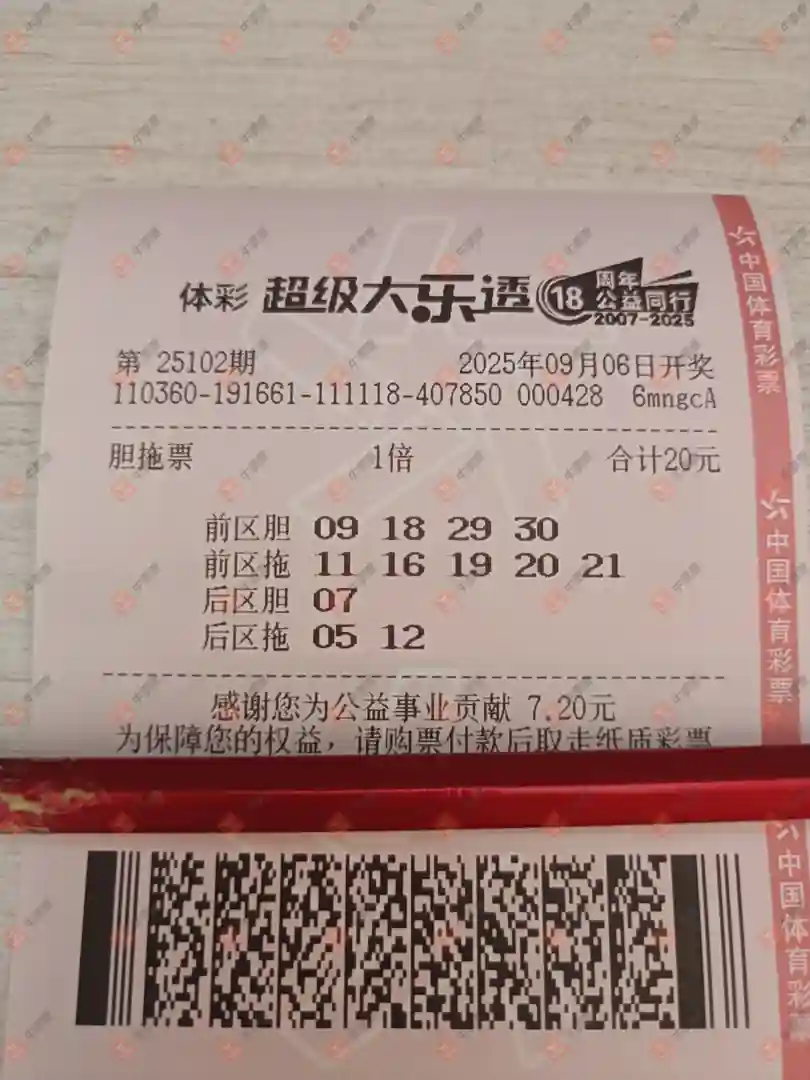 体彩 超级大乐透 18 周年 公益同行 2007-2025
第 25102期 2025年09月06日开奖
110360-191661-111118-407850 000428 6mngcA
胆拖票 1倍 合计20元
前区胆 09 18 29 30
前区拖 11 16 19 20 21
后区胆 07
后区拖 05 12
感谢您为公益事业贡献 7.20元
为保障您的权益，请购票付款后取走纸质彩票
中国体育彩票
中国体育彩票
中国体育彩